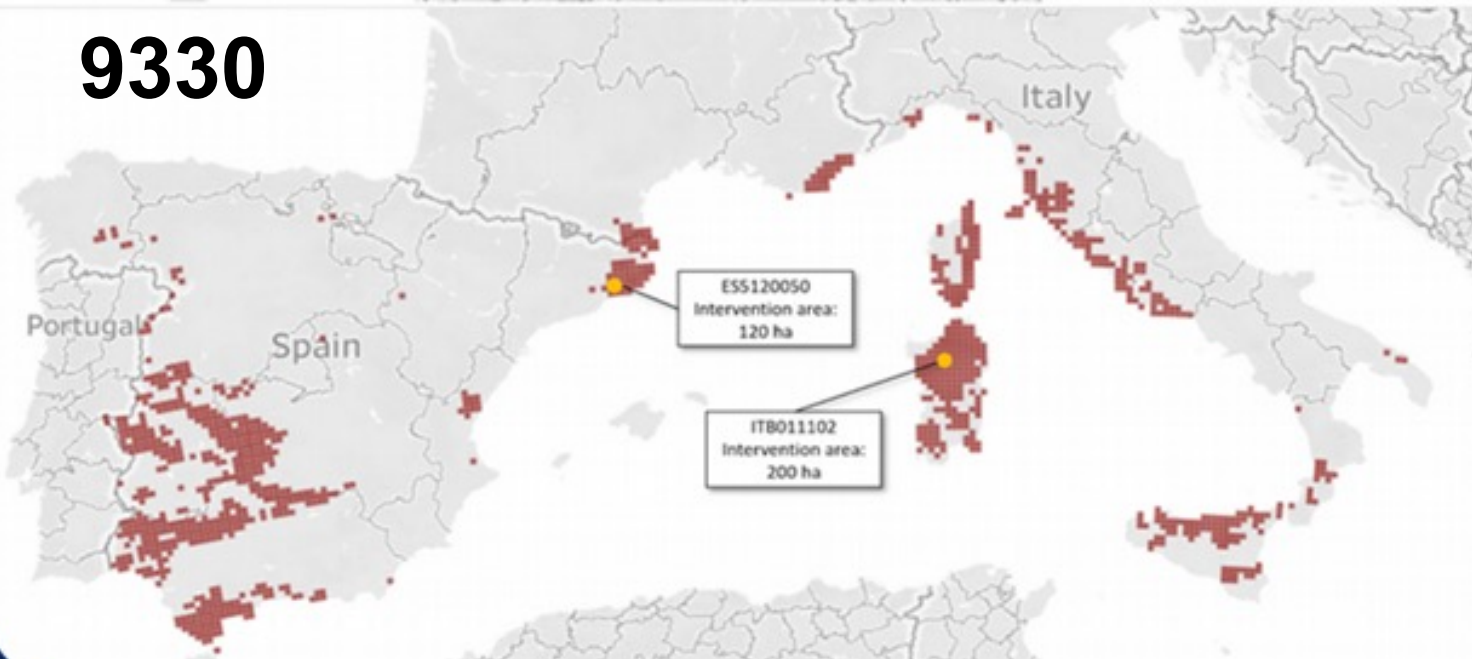 9330
Italy
Portugal
Spain
ES5120050
Intervention area:
120 ha
ITB011102
Intervention area:
200 ha